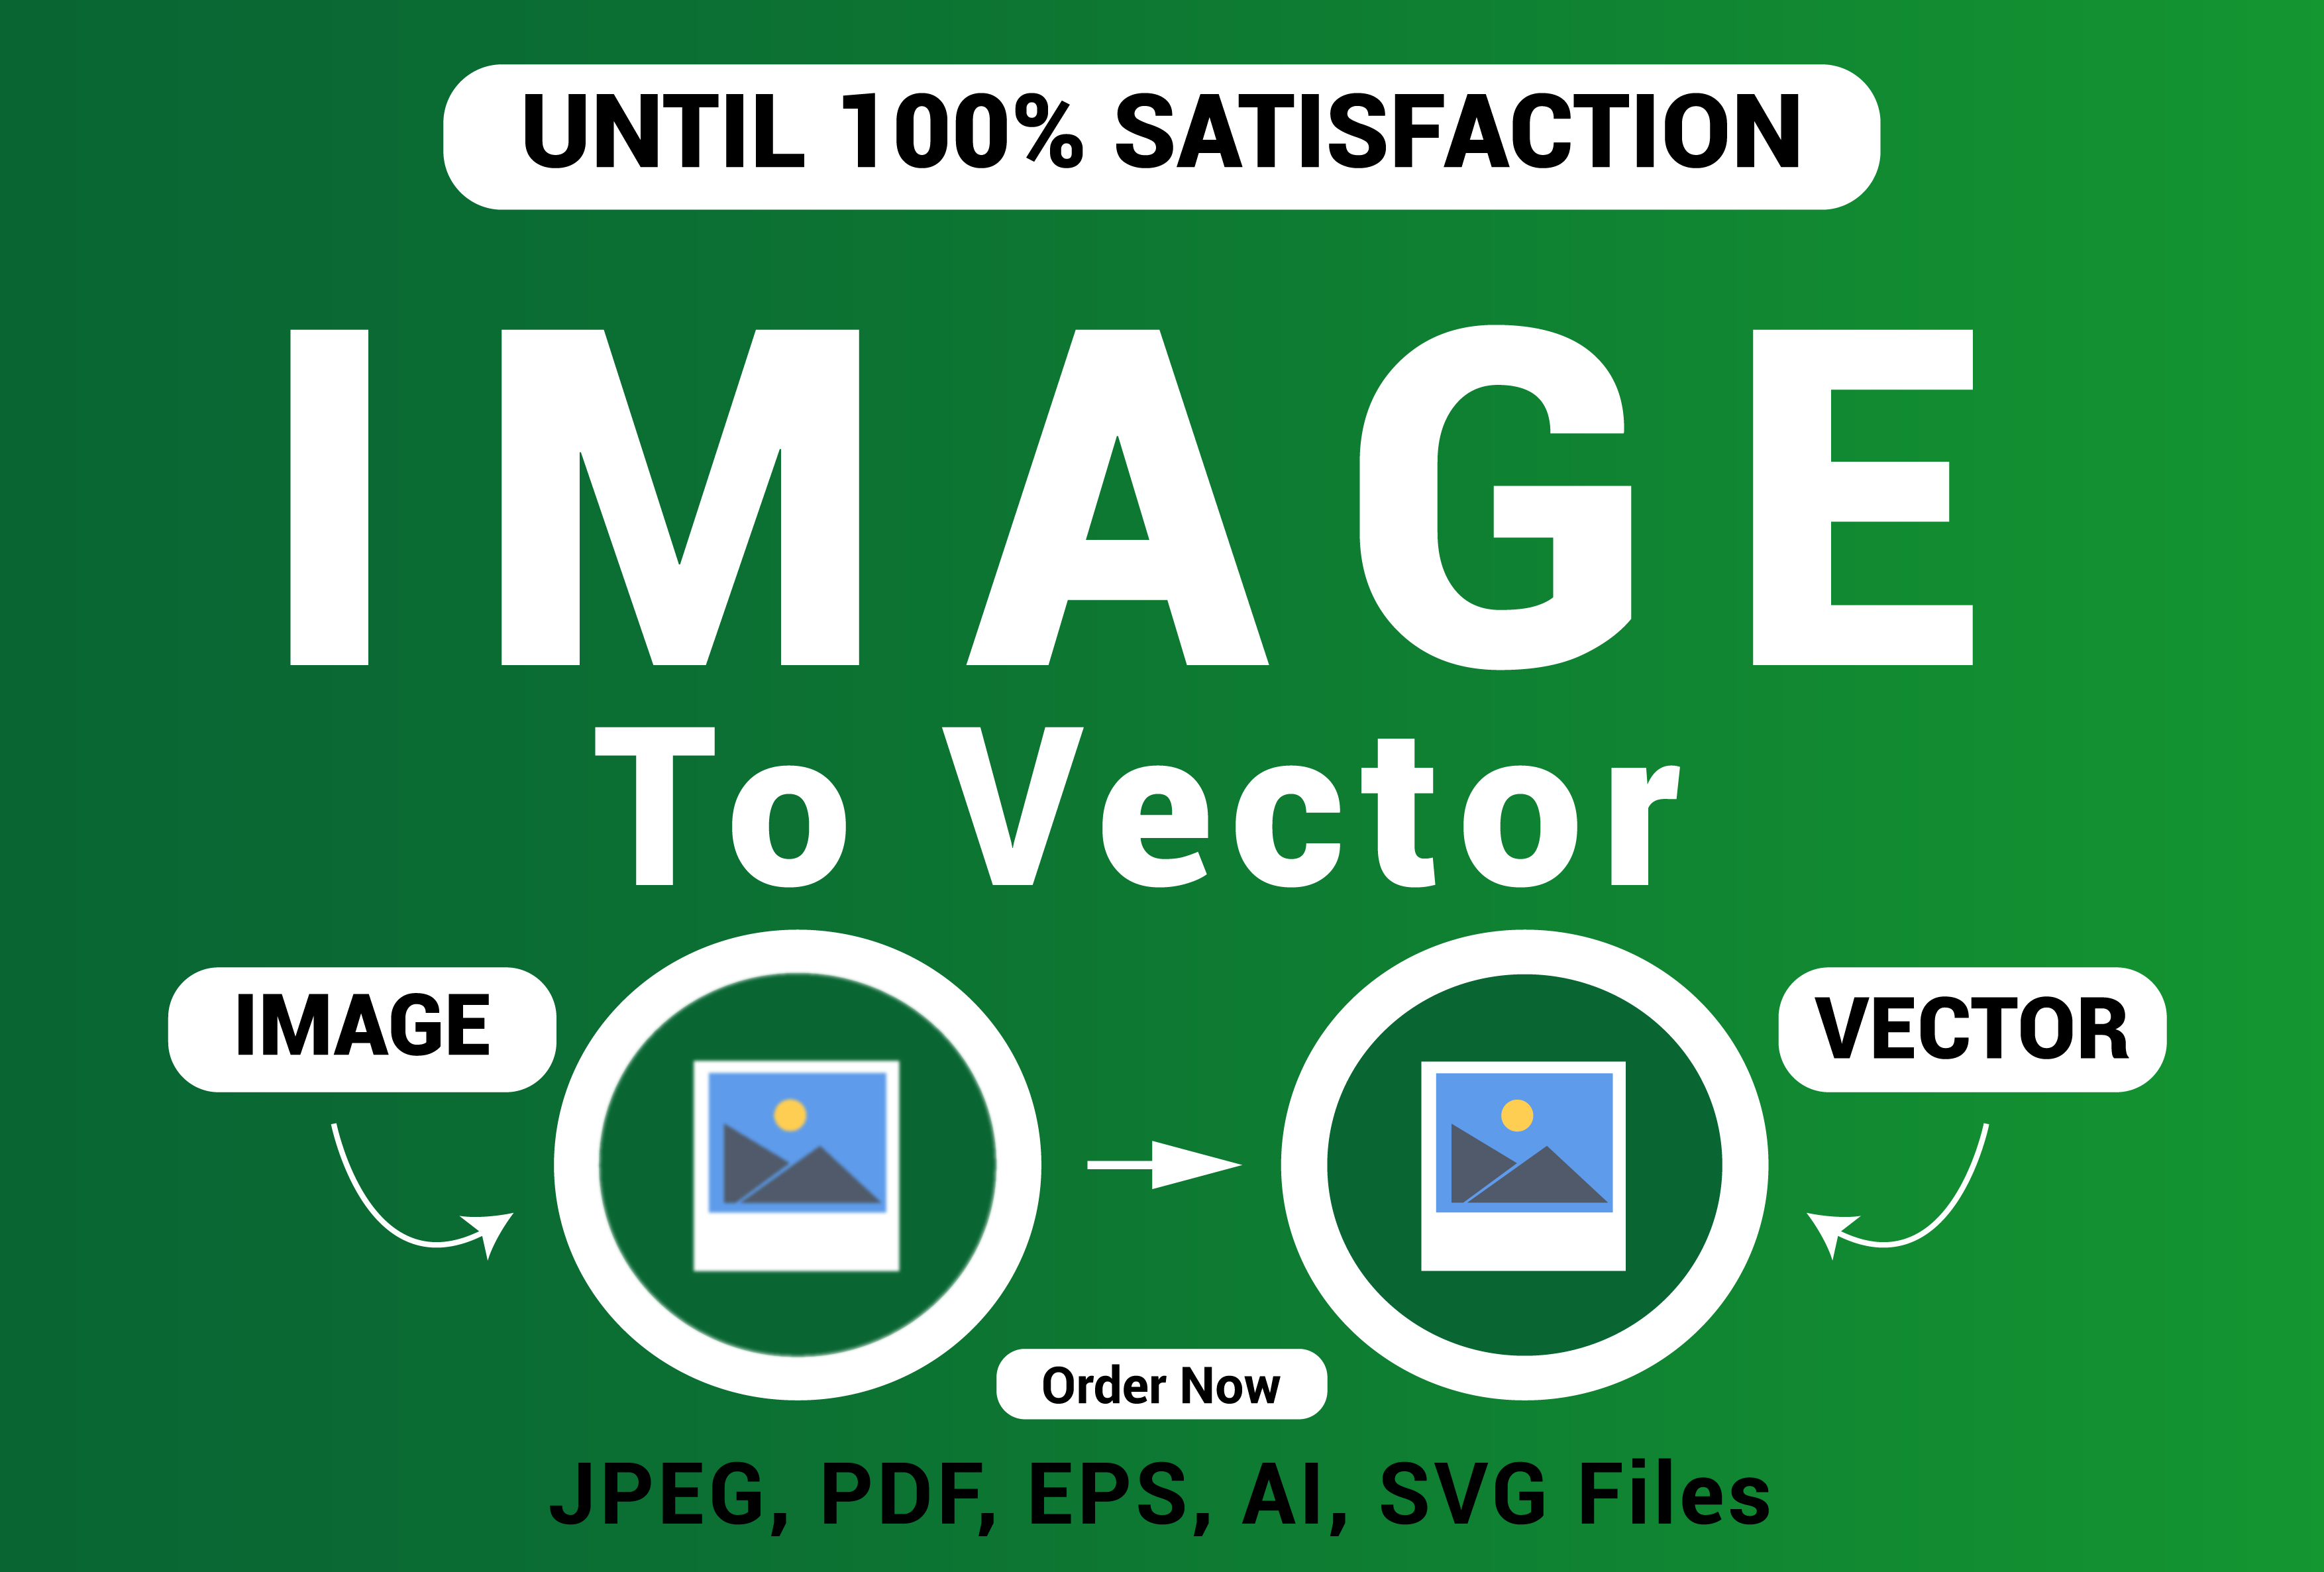 UNTIL 100% SATISFACTION
IMAGE
To Vector
IMAGE
VECTOR
Order Now
JPEG, PDF, EPS, AI, SVG Files